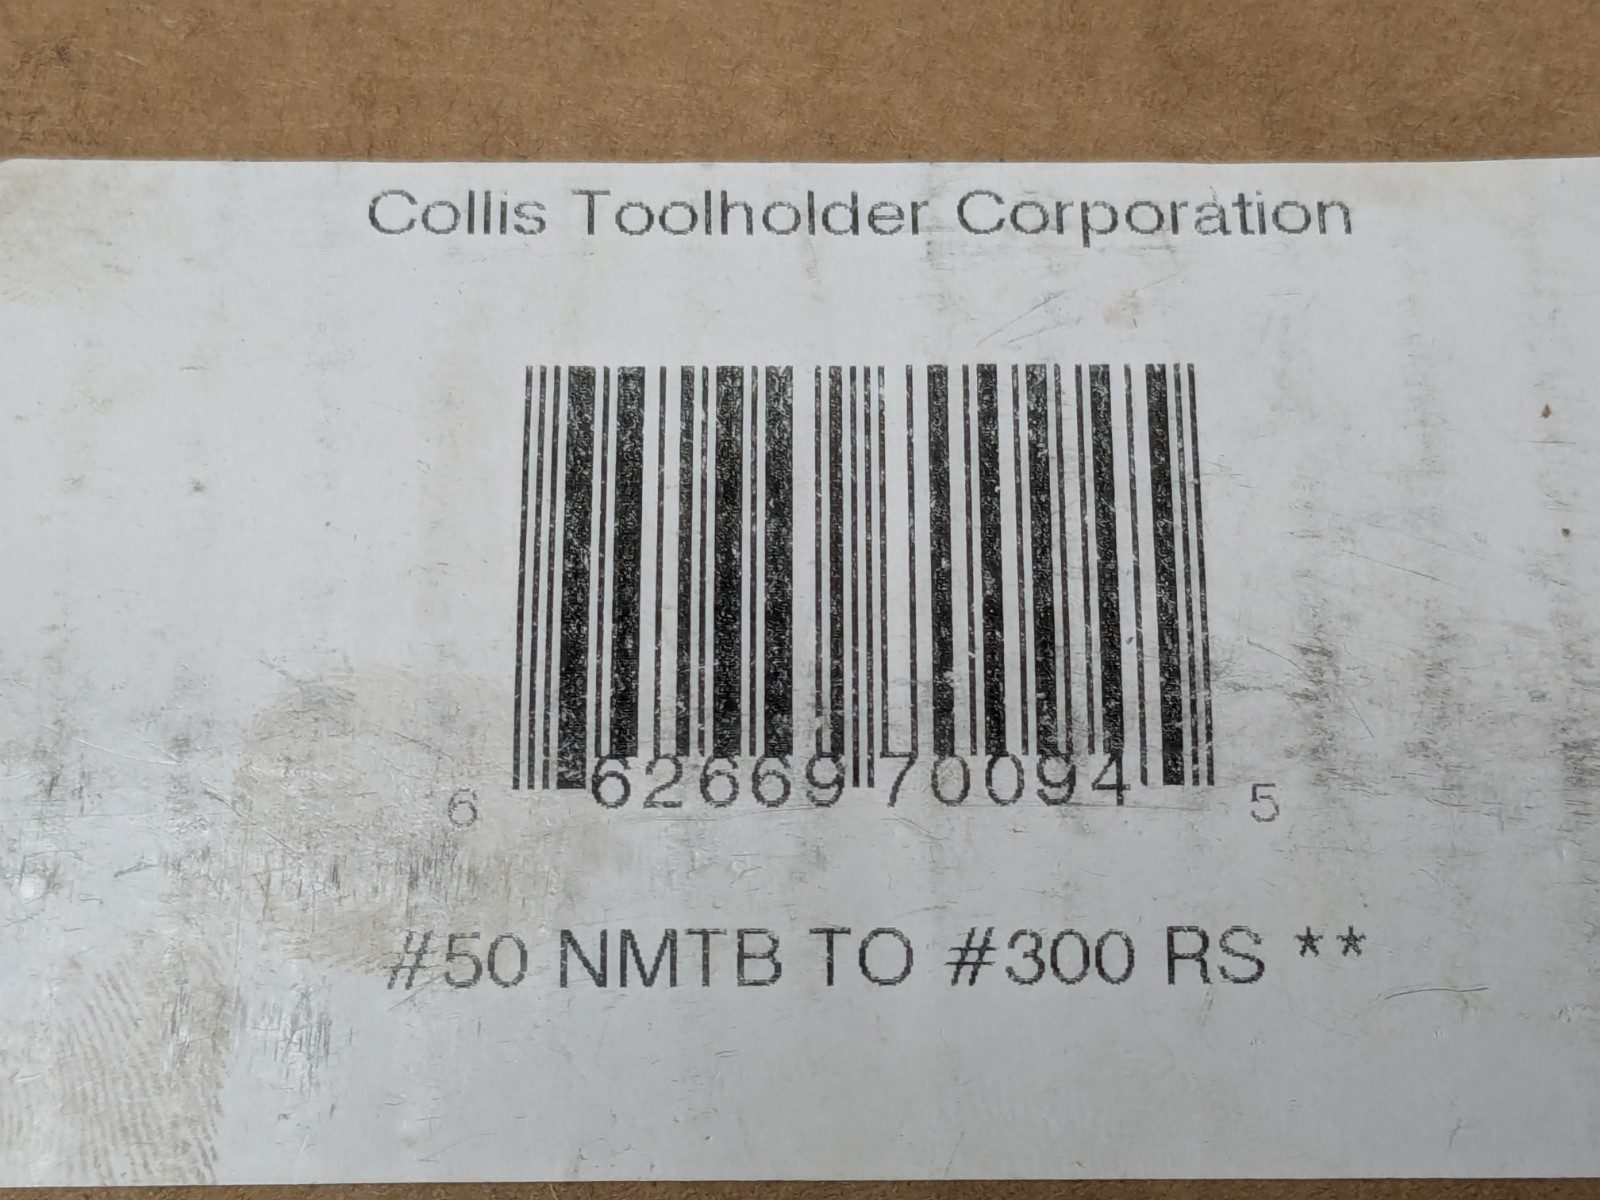 Collis Toolholder Corporation
6 62669 70094 5
#50 NMTB TO #300 RS **